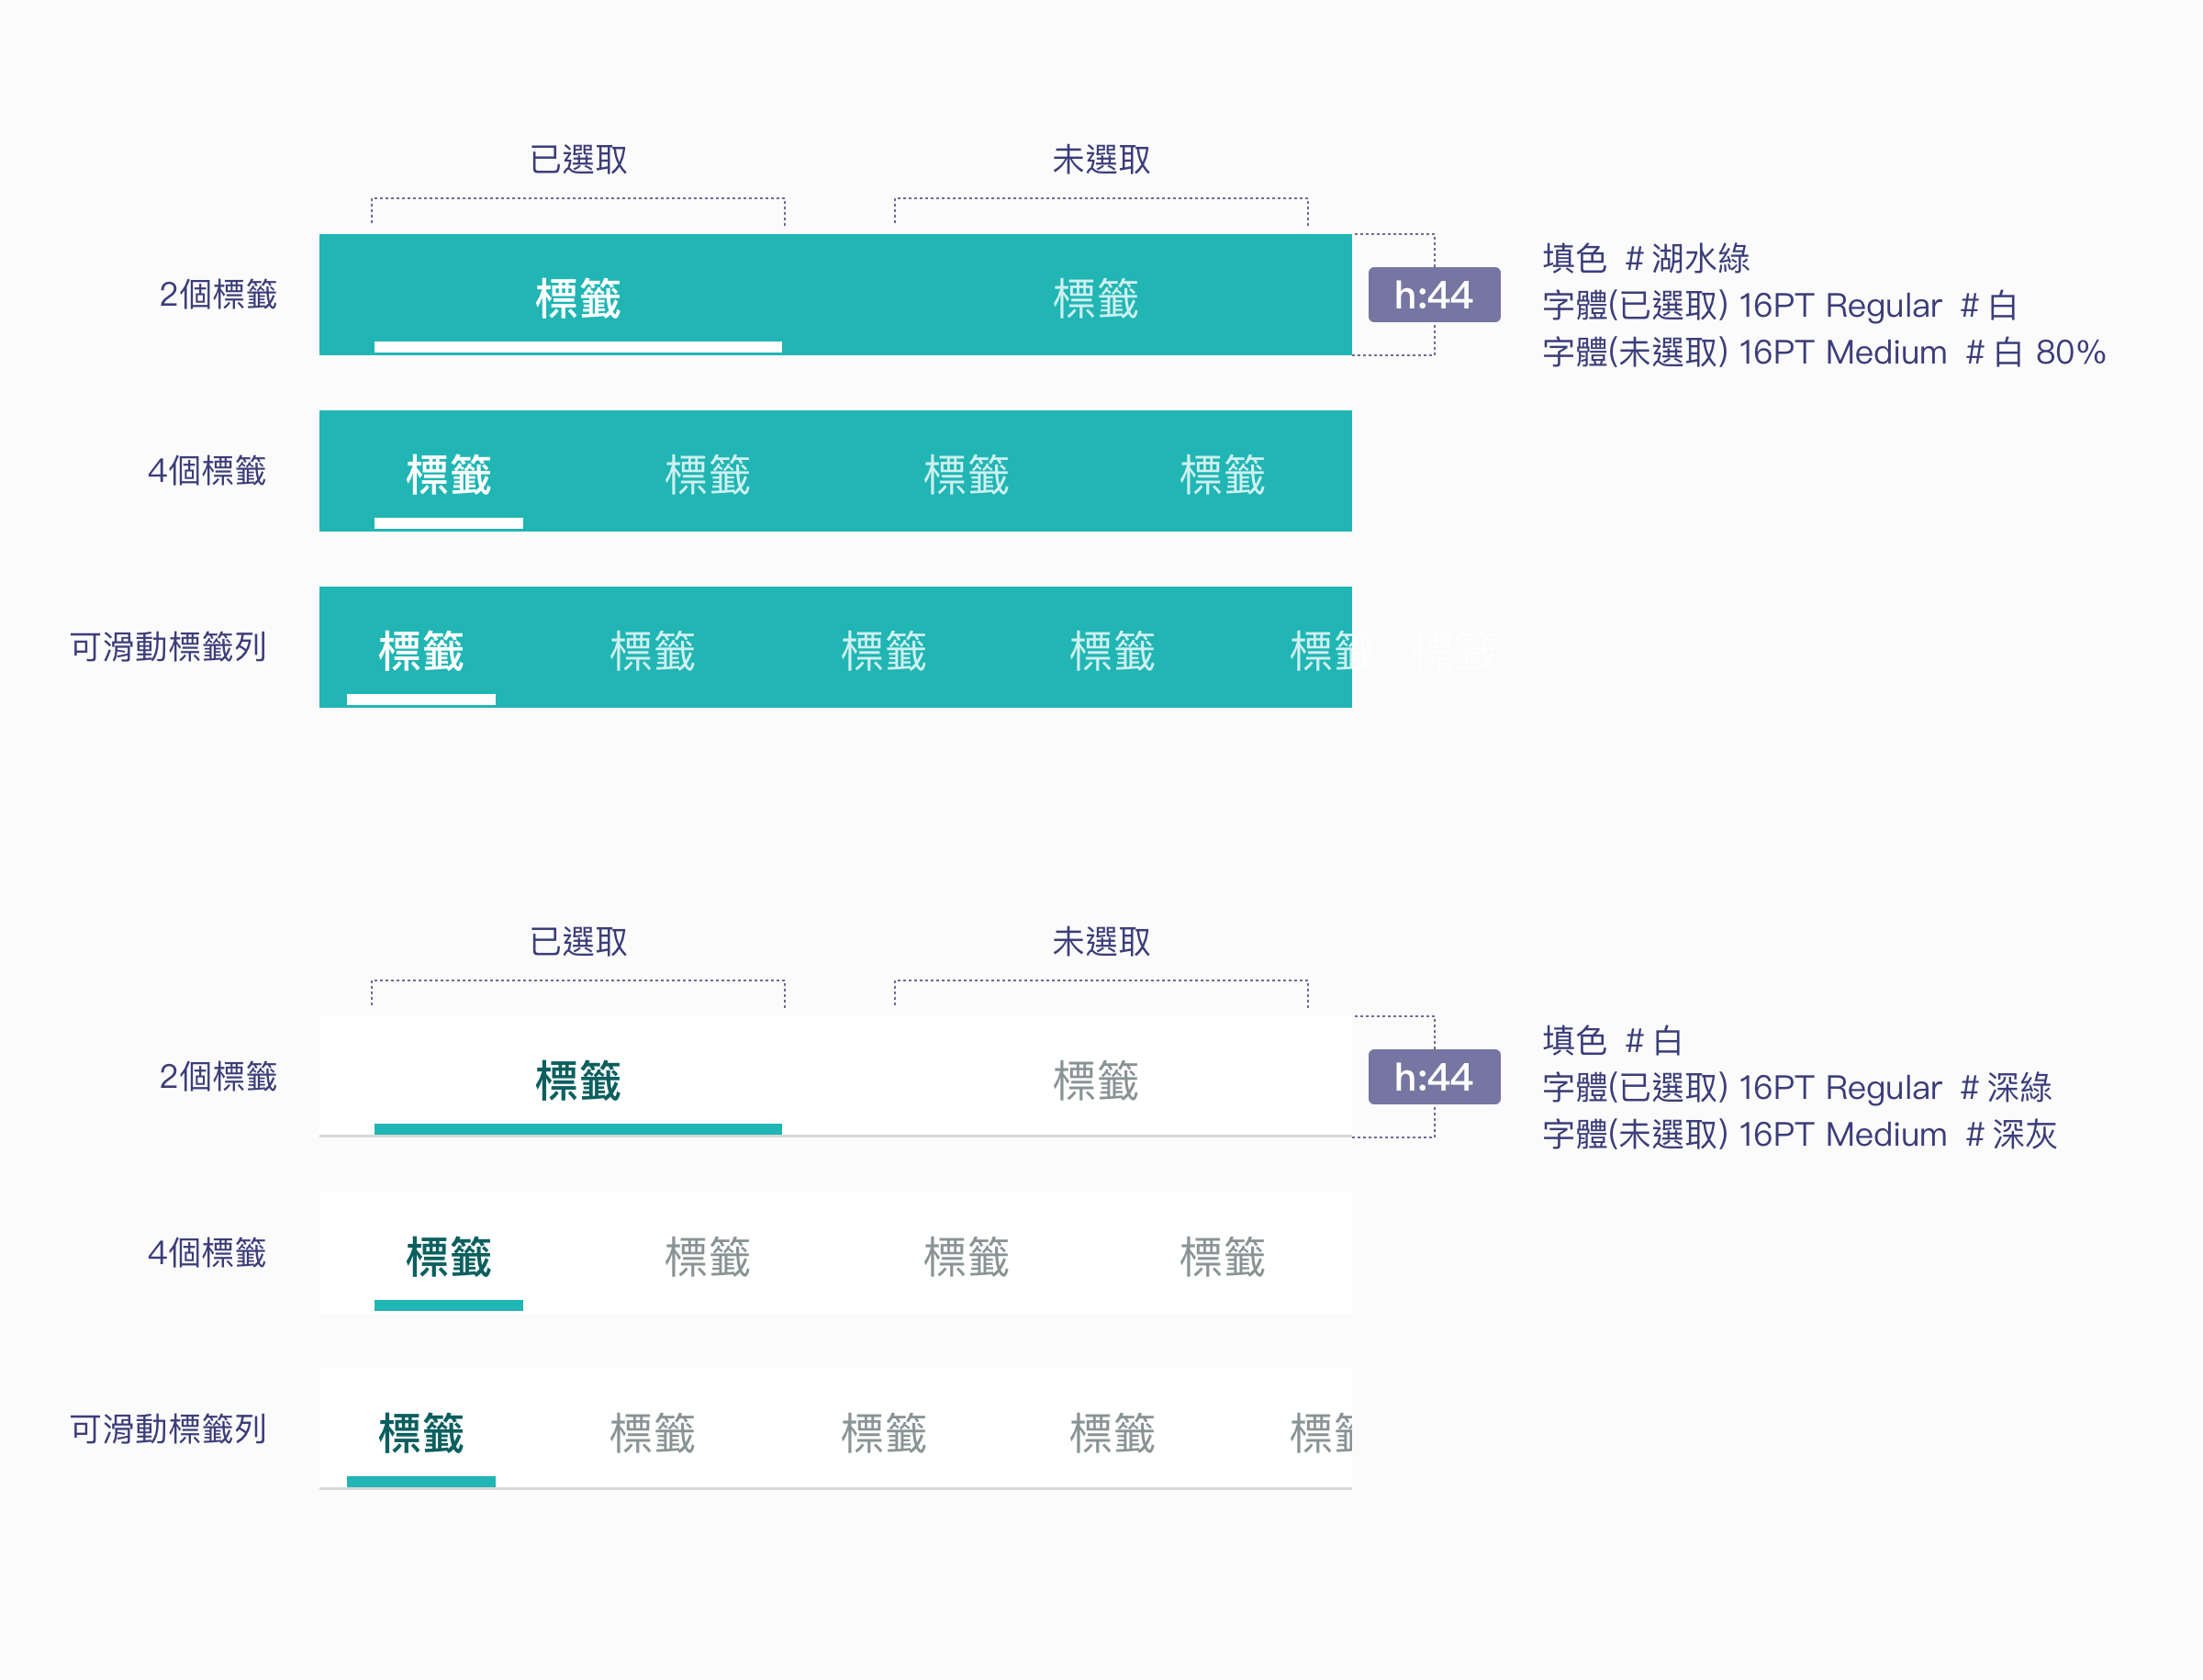 已選取 未選取
2個標籤 標籤 標籤 h:44
填色 #湖水綠
字體(已選取) 16PT Regular #白
字體(未選取) 16PT Medium #白 80%
4個標籤 標籤 標籤 標籤 標籤
可滑動標籤列 標籤 標籤 標籤 標籤 標籤 標籤
已選取 未選取
2個標籤 標籤 標籤 h:44
填色 #白
字體(已選取) 16PT Regular #深綠
字體(未選取) 16PT Medium #深灰
4個標籤 標籤 標籤 標籤 標籤
可滑動標籤列 標籤 標籤 標籤 標籤 標籤